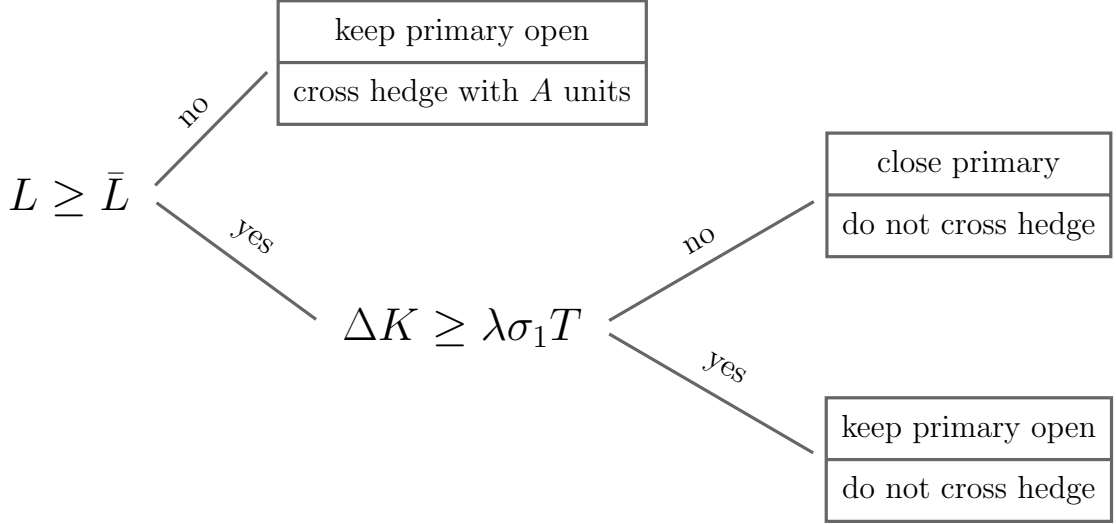 keep primary open
cross hedge with A units
no
L ≥ L̄
yes
close primary
do not cross hedge
no
ΔK ≥ λσ₁T
yes
keep primary open
do not cross hedge